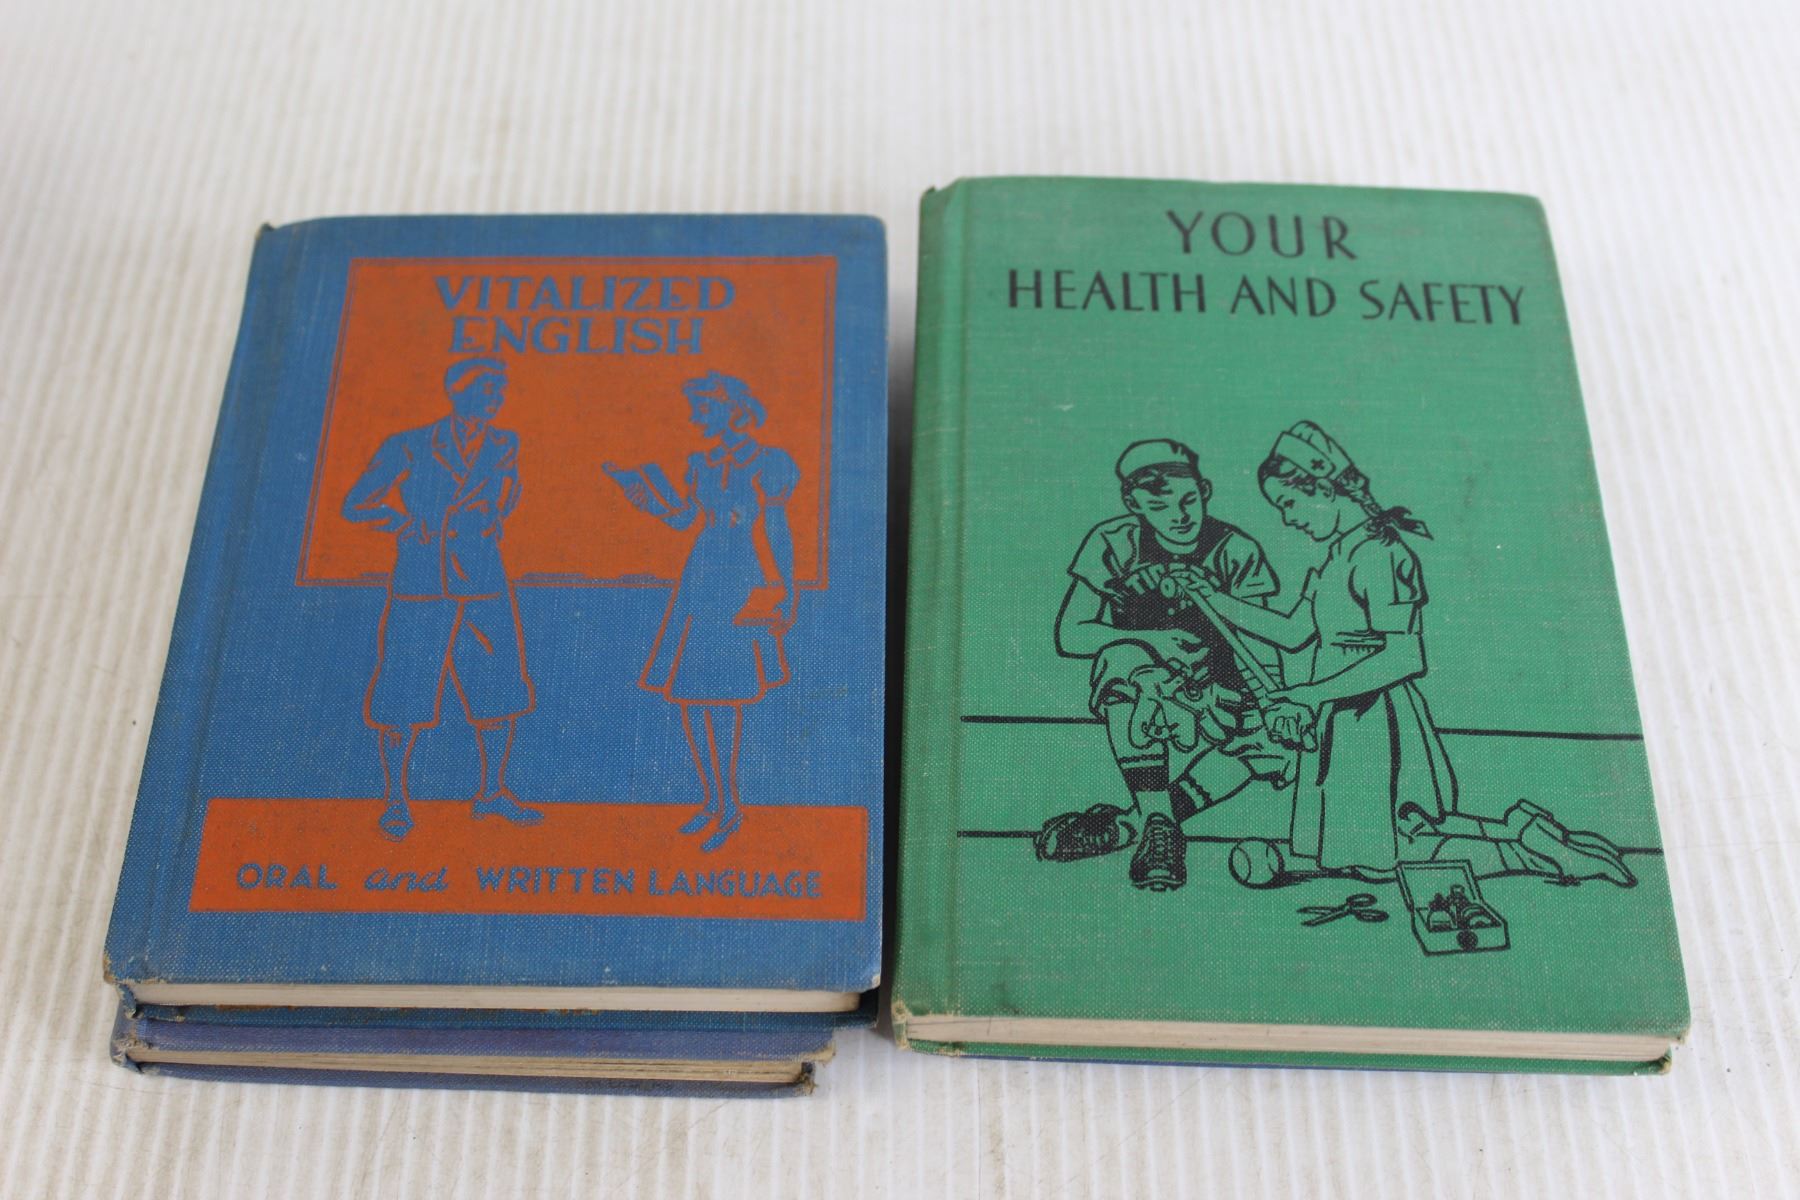 VITALIZED
ENGLISH
ORAL and WRITTEN LANGUAGE
YOUR
HEALTH AND SAFETY